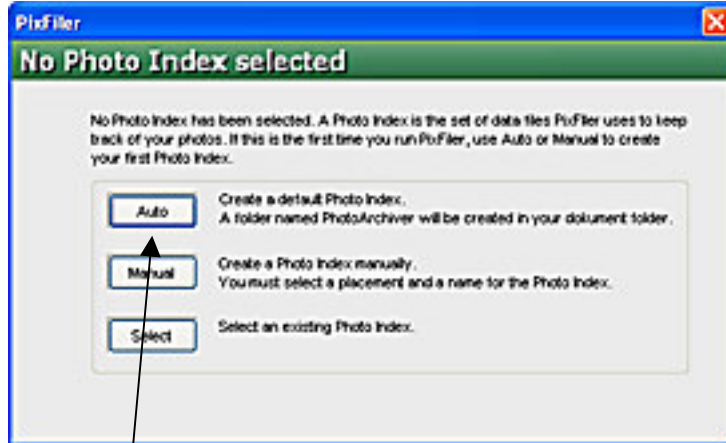 PixFiler
No Photo Index selected
No Photo Index has been selected. A Photo Index is the set of data files PixFiler uses to keep
track of your photos. If this is the first time you run PixFiler, use Auto or Manual to create
your first Photo Index.
Auto
Create a default Photo Index.
A folder named PhotoArchiver will be created in your dokument folder.
Manual
Create a Photo Index manually.
You must select a placement and a name for the Photo Index.
Select
Select an existing Photo Index.